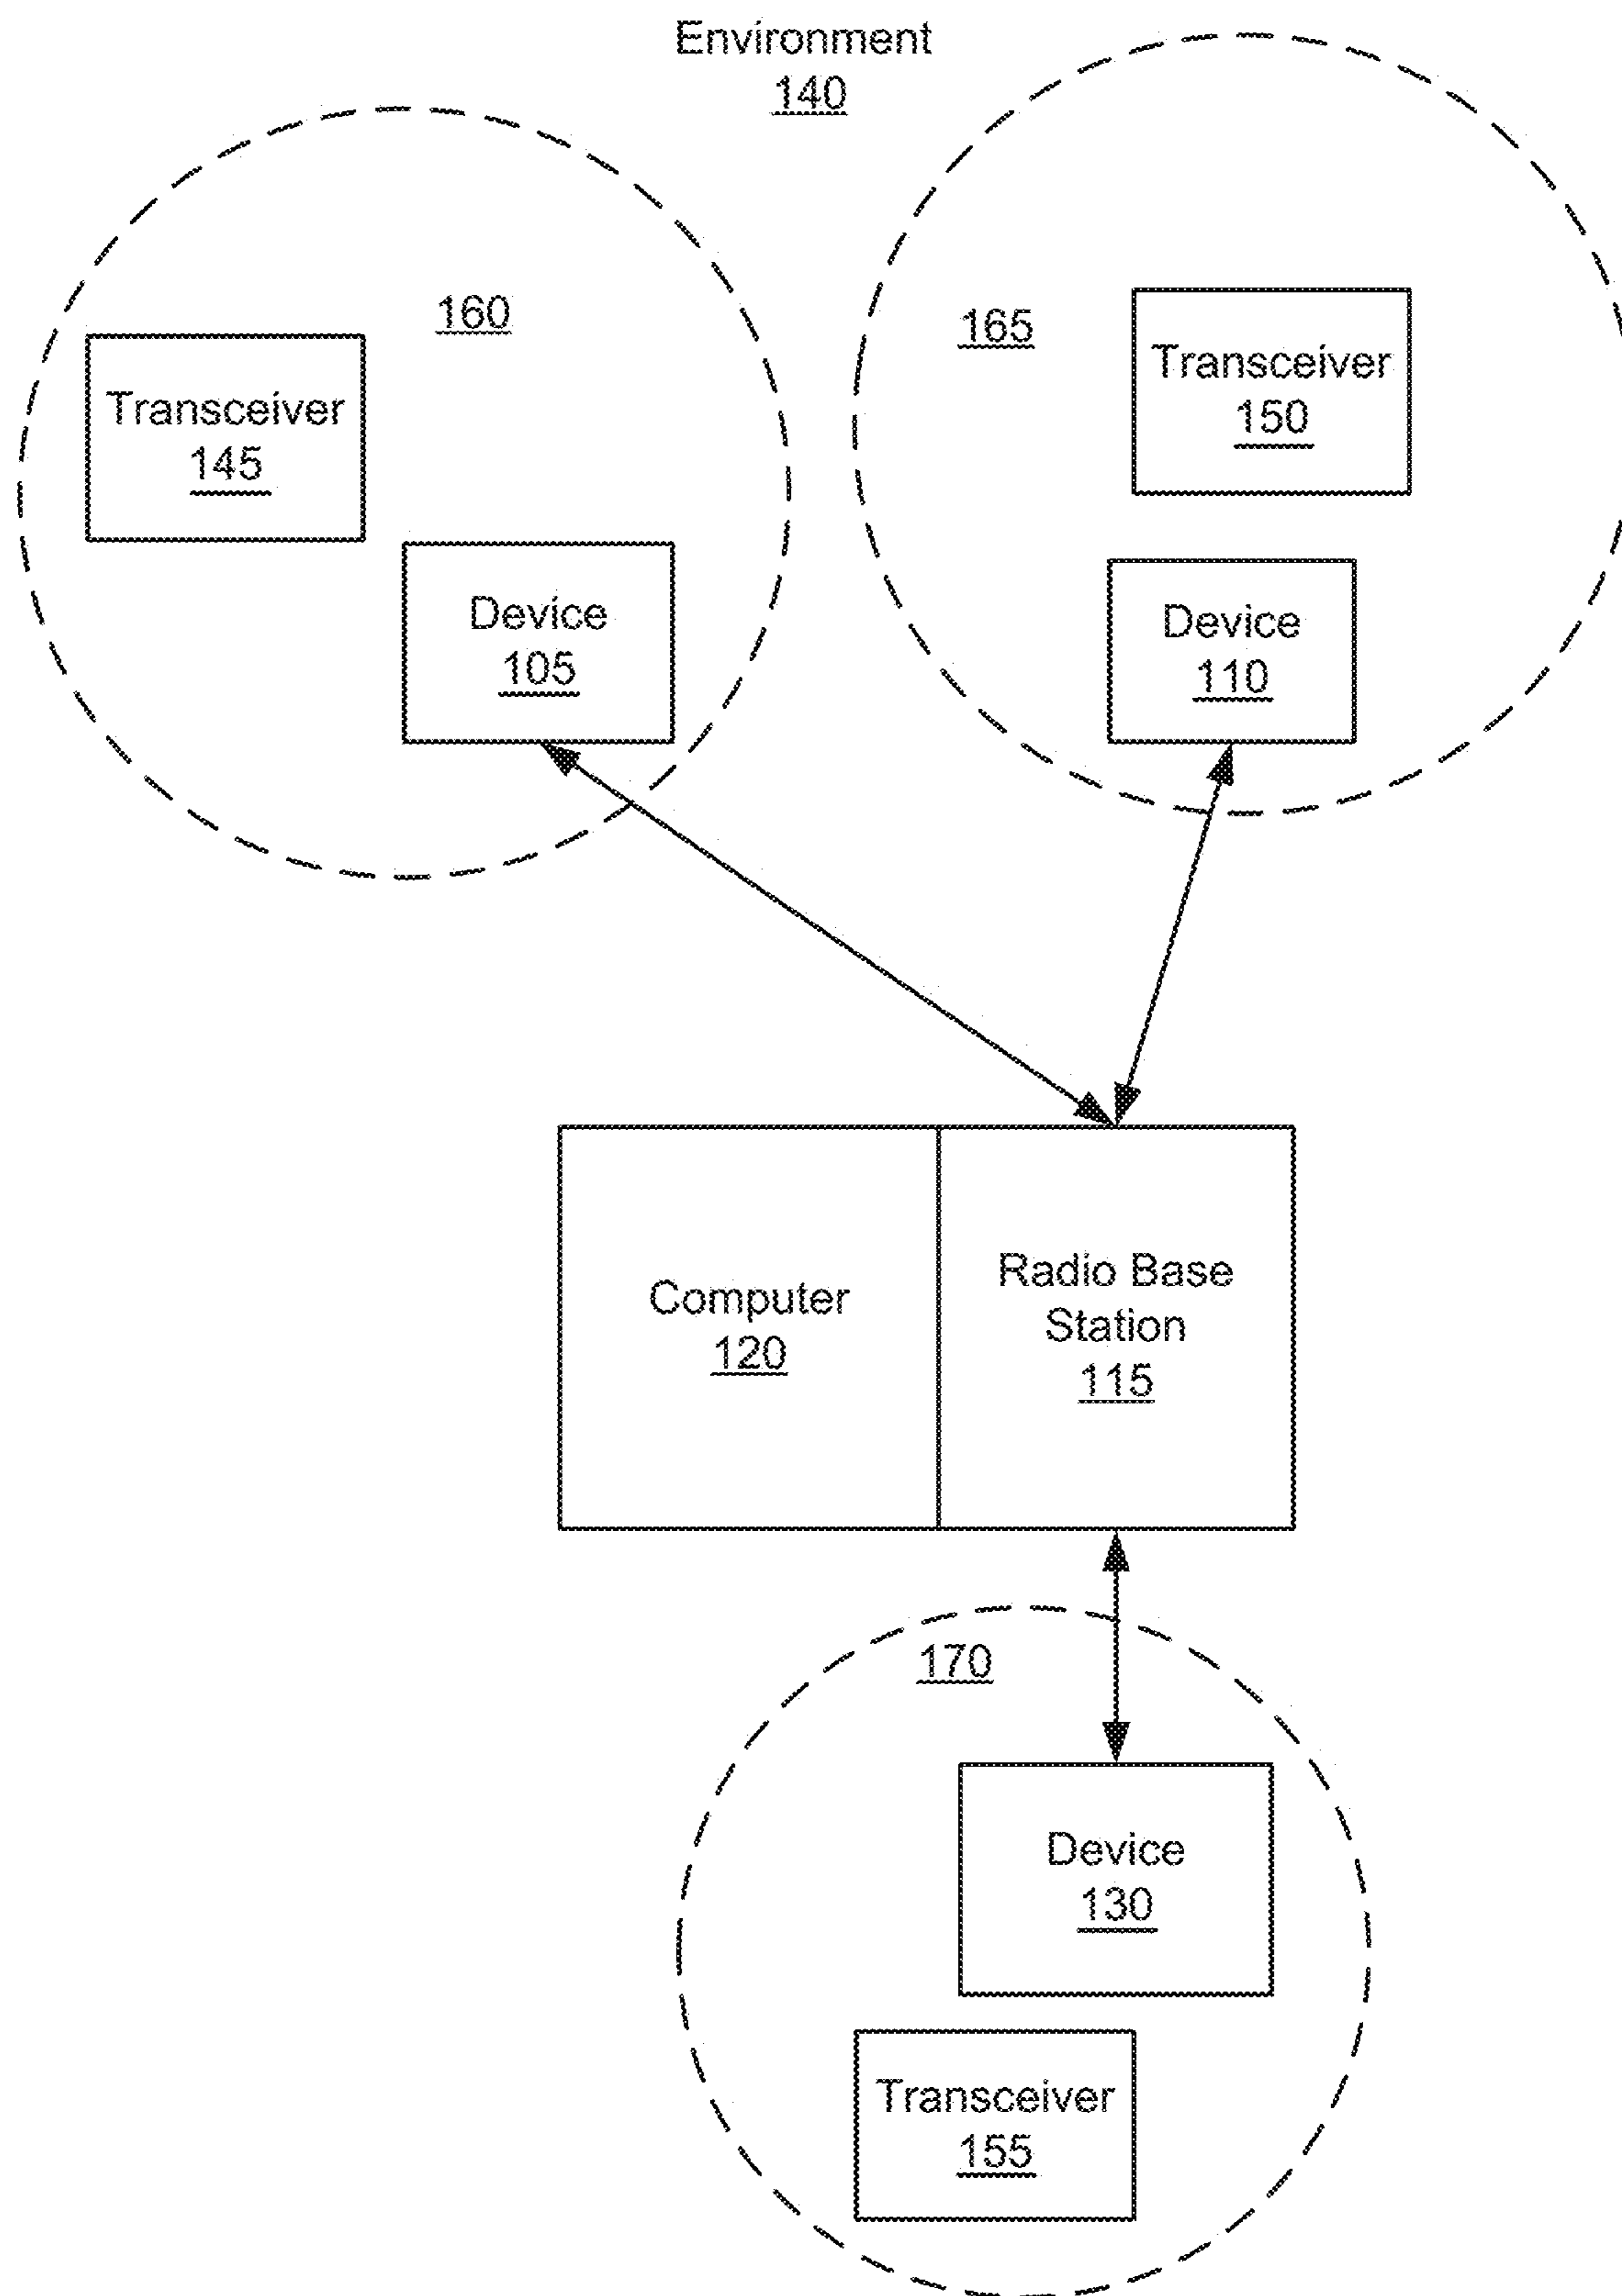 Environment
140
160
Transceiver
145
Device
105
165
Transceiver
150
Device
110
Computer
120
Radio Base
Station
115
170
Device
130
Transceiver
155